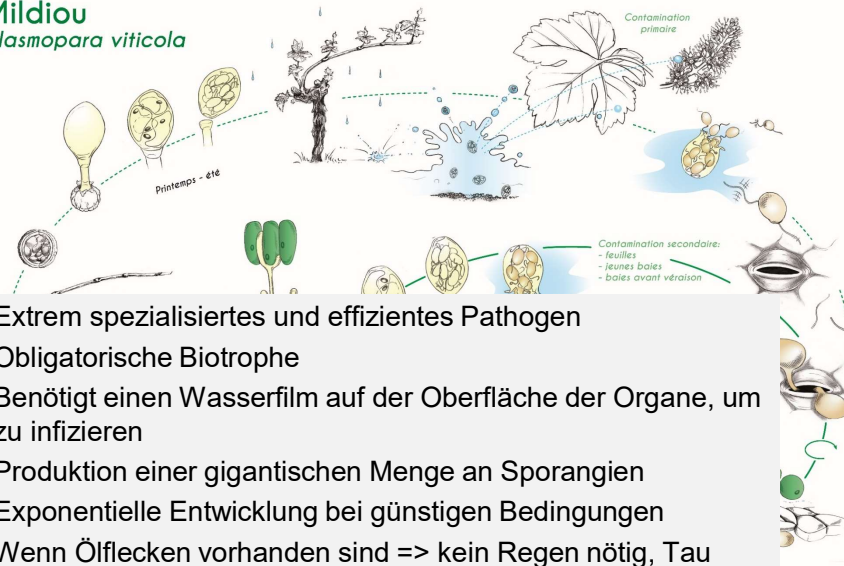 Mildiou
Plasmopara viticola
Contamination
primaire
Printemps - été
Contamination secondaire:
- feuilles
- jeunes baies
- baies avant véraison
Extrem spezialisiertes und effizientes Pathogen
Obligatorische Biotrophe
Benötigt einen Wasserfilm auf der Oberfläche der Organe, um
zu infizieren
Produktion einer gigantischen Menge an Sporangien
Exponentielle Entwicklung bei günstigen Bedingungen
Wenn Ölflecken vorhanden sind => kein Regen nötig, Tau